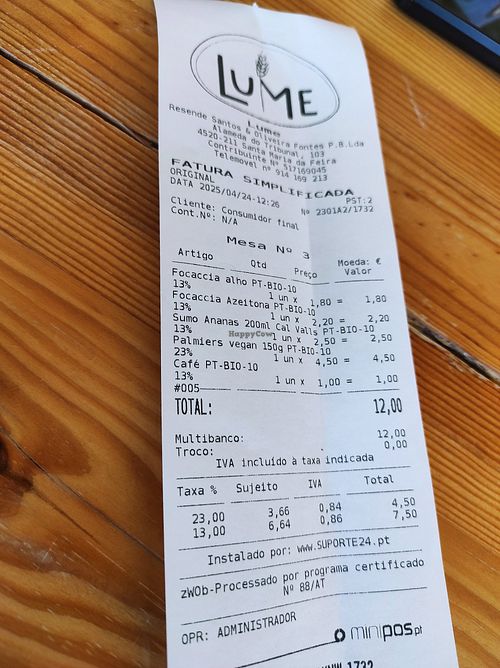 LUME
Lume
Resende Santos & Oliveira Fontes P.B.Lda
Alameda do Tribunal, 103
4520-211 Santa Maria da Feira
Contribuinte Nº 517169045
Telemovel nº 914 169 213
FATURA SIMPLIFICADA
ORIGINAL PST:2
DATA 2025/04/24-12:26 Nº 2301A2/1732
Cliente: Consumidor final
Cont.Nº: N/A
Mesa Nº 3
Moeda: €
Artigo Qtd Preço Valor
Focaccia alho PT-BIO-10
13% 1 un x 1,80 = 1,80
Focaccia Azeitona PT-BIO-10
13% 1 un x 2,20 = 2,20
Sumo Ananas 200ml Cal Valls PT-BIO-10
13% 1 un x 2,50 = 2,50
Palmiers vegan 150g PT-BIO-10
23% 1 un x 4,50 = 4,50
Café PT-BIO-10
13% 1 un x 1,00 = 1,00
#005
TOTAL: 12,00
Multibanco: 12,00
Troco: 0,00
IVA incluído à taxa indicada
Taxa % Sujeito IVA Total
23,00 3,66 0,84 4,50
13,00 6,64 0,86 7,50
Instalado por: www.SUPORTE24.pt
zWOb-Processado por programa certificado
Nº 88/AT
OPR: ADMINISTRADOR
minipos.pt
HappyCow